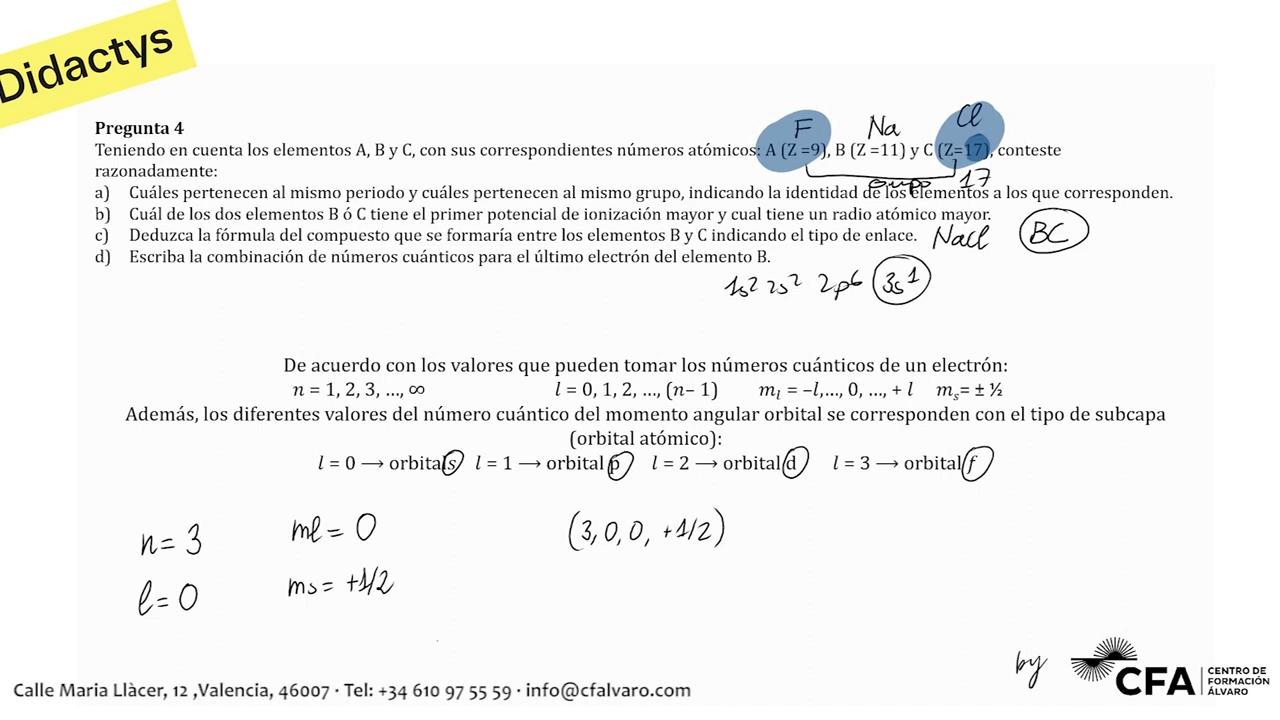 Didactys
F Na Cl
Pregunta 4
Teniendo en cuenta los elementos A, B y C, con sus correspondientes números atómicos: A (Z =9), B (Z =11) y C (Z=17), conteste
razonadamente:
grupo 17
a) Cuáles pertenecen al mismo periodo y cuáles pertenecen al mismo grupo, indicando la identidad de los elementos a los que corresponden.
b) Cuál de los dos elementos B ó C tiene el primer potencial de ionización mayor y cual tiene un radio atómico mayor.
c) Deduzca la fórmula del compuesto que se formaría entre los elementos B y C indicando el tipo de enlace. NaCl BC
d) Escriba la combinación de números cuánticos para el último electrón del elemento B.
1s² 2s² 2p⁶ 3s¹
De acuerdo con los valores que pueden tomar los números cuánticos de un electrón:
n = 1, 2, 3, ..., ∞ l = 0, 1, 2, ..., (n– 1) mₗ = –l,..., 0, ..., + l mₛ= ± ½
Además, los diferentes valores del número cuántico del momento angular orbital se corresponden con el tipo de subcapa
(orbital atómico):
l = 0 ⟶ orbital s l = 1 ⟶ orbital p l = 2 ⟶ orbital d l = 3 ⟶ orbital f
n = 3 ml = 0 (3, 0, 0, +1/2)
l = 0 ms = +1/2
by CFA CENTRO DE
FORMACIÓN
ÁLVARO
Calle Maria Llàcer, 12 ,Valencia, 46007 · Tel: +34 610 97 55 59 · info@cfalvaro.com